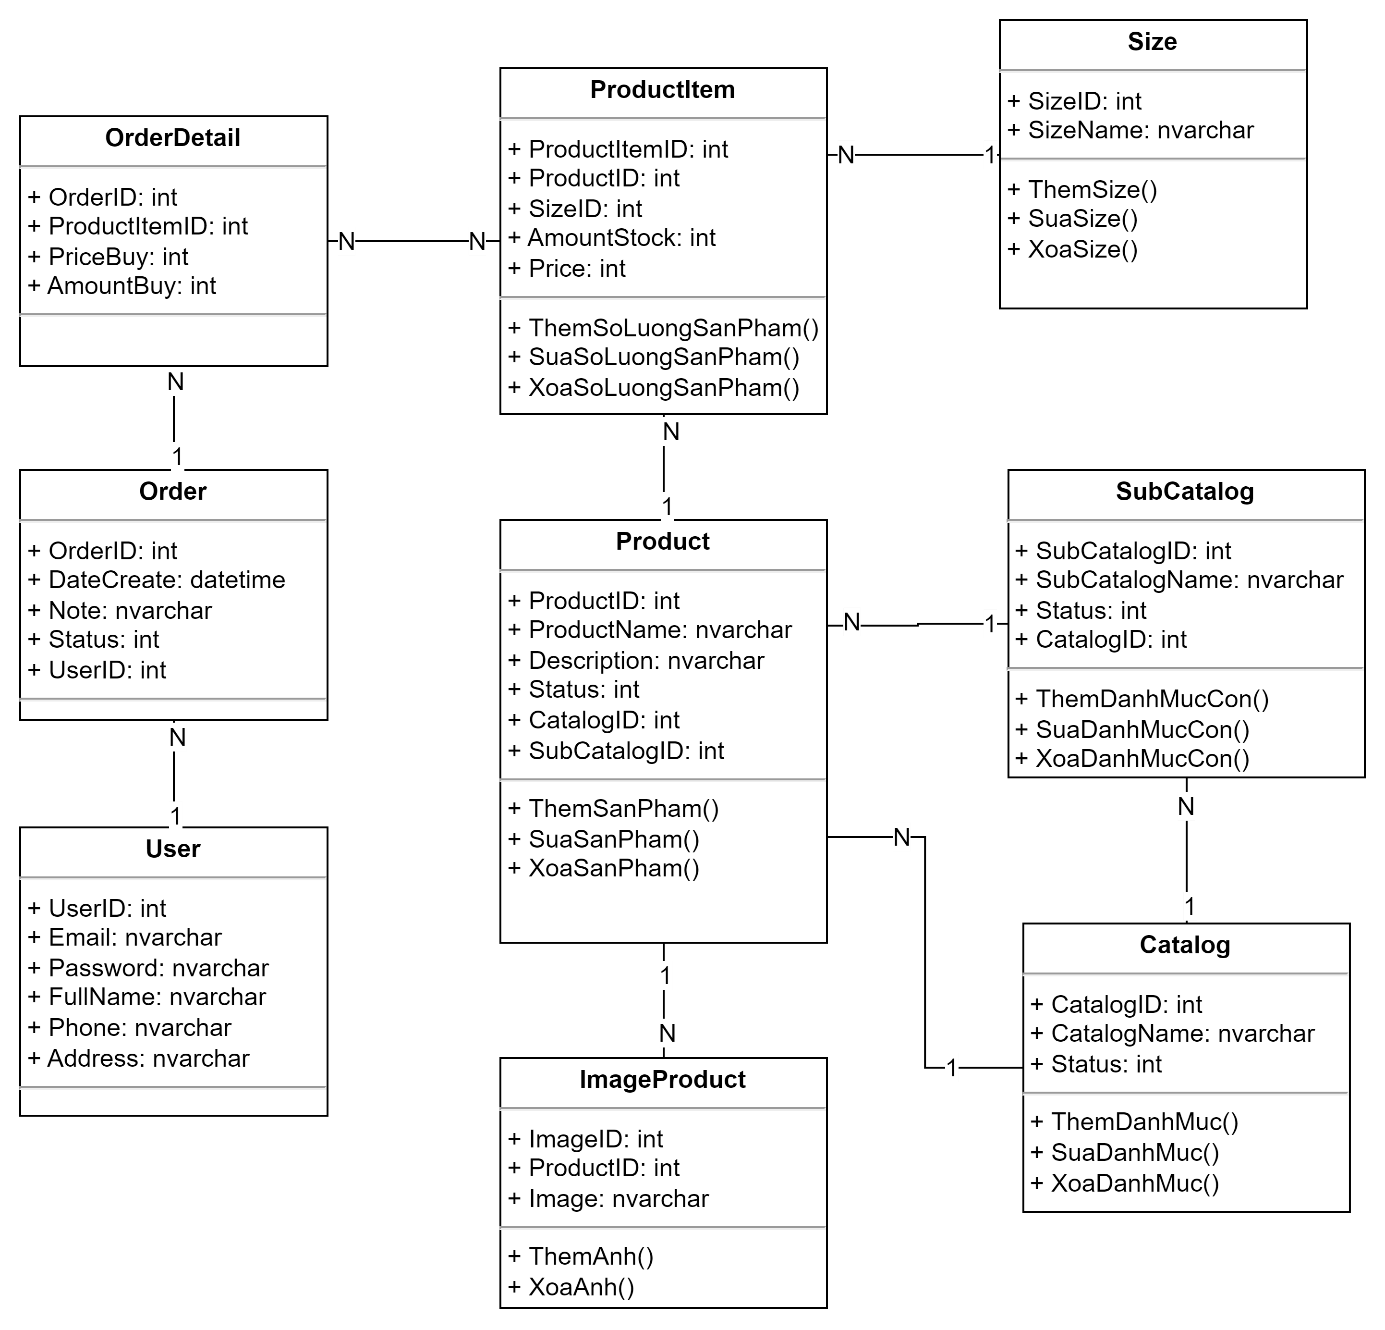 OrderDetail
+ OrderID: int
+ ProductItemID: int
+ PriceBuy: int
+ AmountBuy: int
N
N
N
1
ProductItem
+ ProductItemID: int
+ ProductID: int
+ SizeID: int
+ AmountStock: int
+ Price: int
+ ThemSoLuongSanPham()
+ SuaSoLuongSanPham()
+ XoaSoLuongSanPham()
N
1
Size
+ SizeID: int
+ SizeName: nvarchar
+ ThemSize()
+ SuaSize()
+ XoaSize()
N
1
Order
+ OrderID: int
+ DateCreate: datetime
+ Note: nvarchar
+ Status: int
+ UserID: int
N
1
User
+ UserID: int
+ Email: nvarchar
+ Password: nvarchar
+ FullName: nvarchar
+ Phone: nvarchar
+ Address: nvarchar
Product
+ ProductID: int
+ ProductName: nvarchar
+ Description: nvarchar
+ Status: int
+ CatalogID: int
+ SubCatalogID: int
+ ThemSanPham()
+ SuaSanPham()
+ XoaSanPham()
N
1
SubCatalog
+ SubCatalogID: int
+ SubCatalogName: nvarchar
+ Status: int
+ CatalogID: int
+ ThemDanhMucCon()
+ SuaDanhMucCon()
+ XoaDanhMucCon()
N
1
N
1
Catalog
+ CatalogID: int
+ CatalogName: nvarchar
+ Status: int
+ ThemDanhMuc()
+ SuaDanhMuc()
+ XoaDanhMuc()
1
N
ImageProduct
+ ImageID: int
+ ProductID: int
+ Image: nvarchar
+ ThemAnh()
+ XoaAnh()